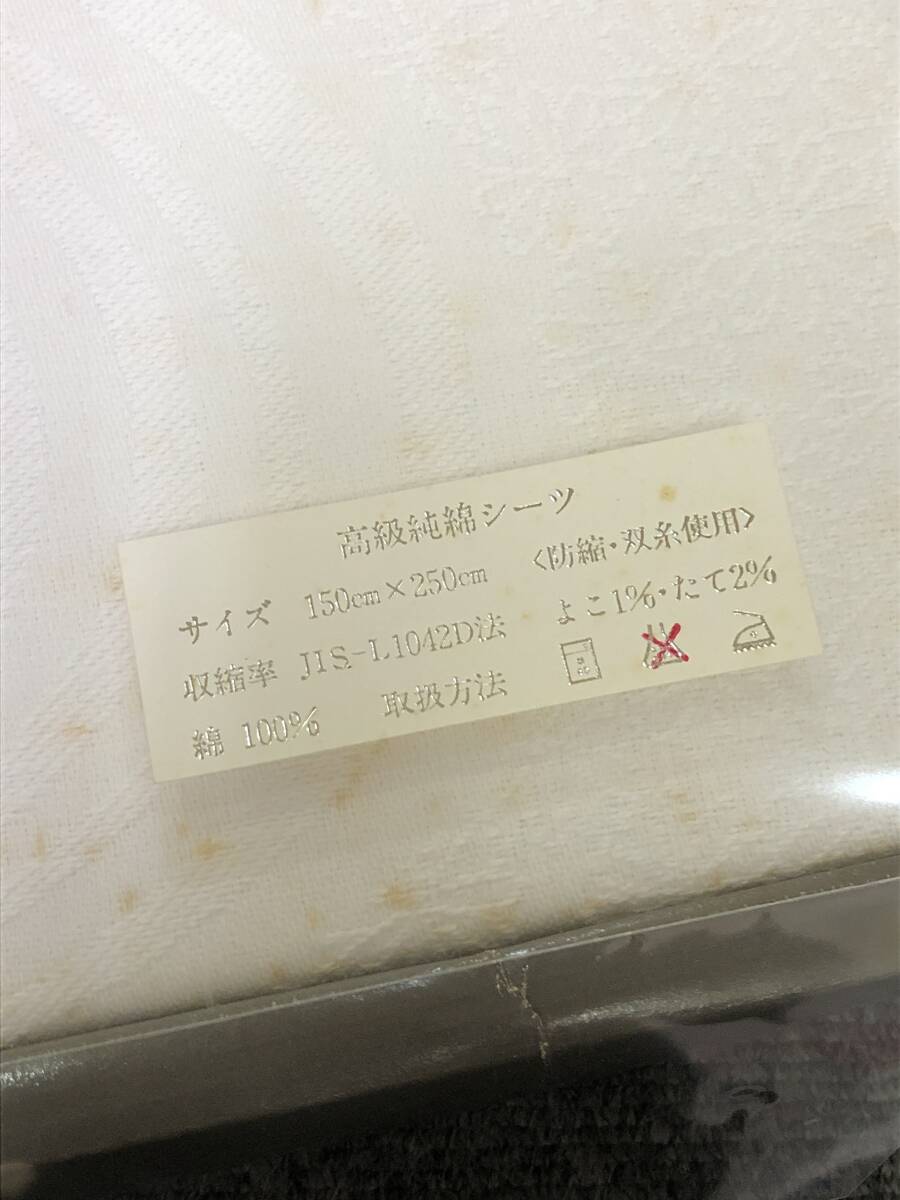 高級純綿シーツ
〈防縮・双糸使用〉
サイズ 150cm×250cm
収縮率 JIS-L1042D法 よこ1%・たて2%
綿 100% 取扱方法